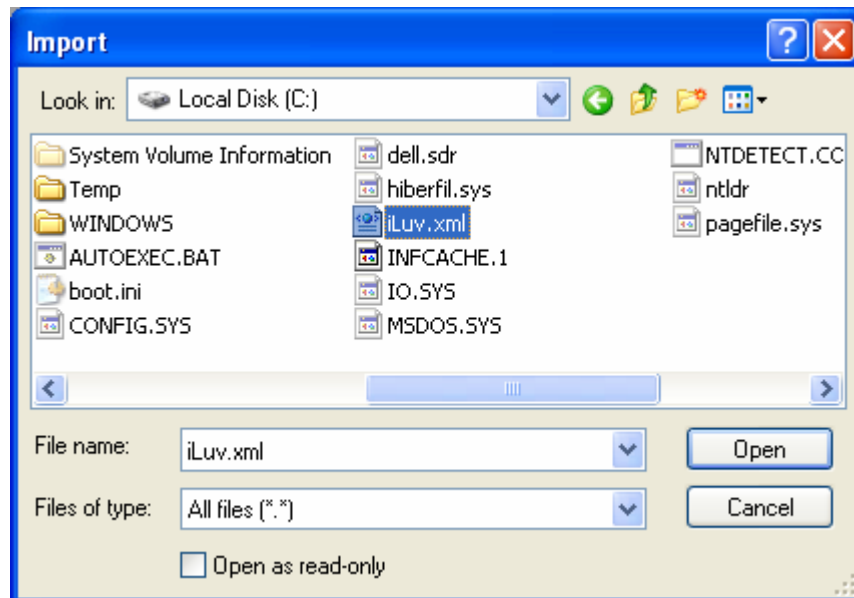 Import
Look in: Local Disk (C:)
System Volume Information
Temp
WINDOWS
AUTOEXEC.BAT
boot.ini
CONFIG.SYS
dell.sdr
hiberfil.sys
iLuv.xml
INFCACHE.1
IO.SYS
MSDOS.SYS
NTDETECT.CC
ntldr
pagefile.sys
File name: iLuv.xml Open
Files of type: All files (*.*) Cancel
Open as read-only